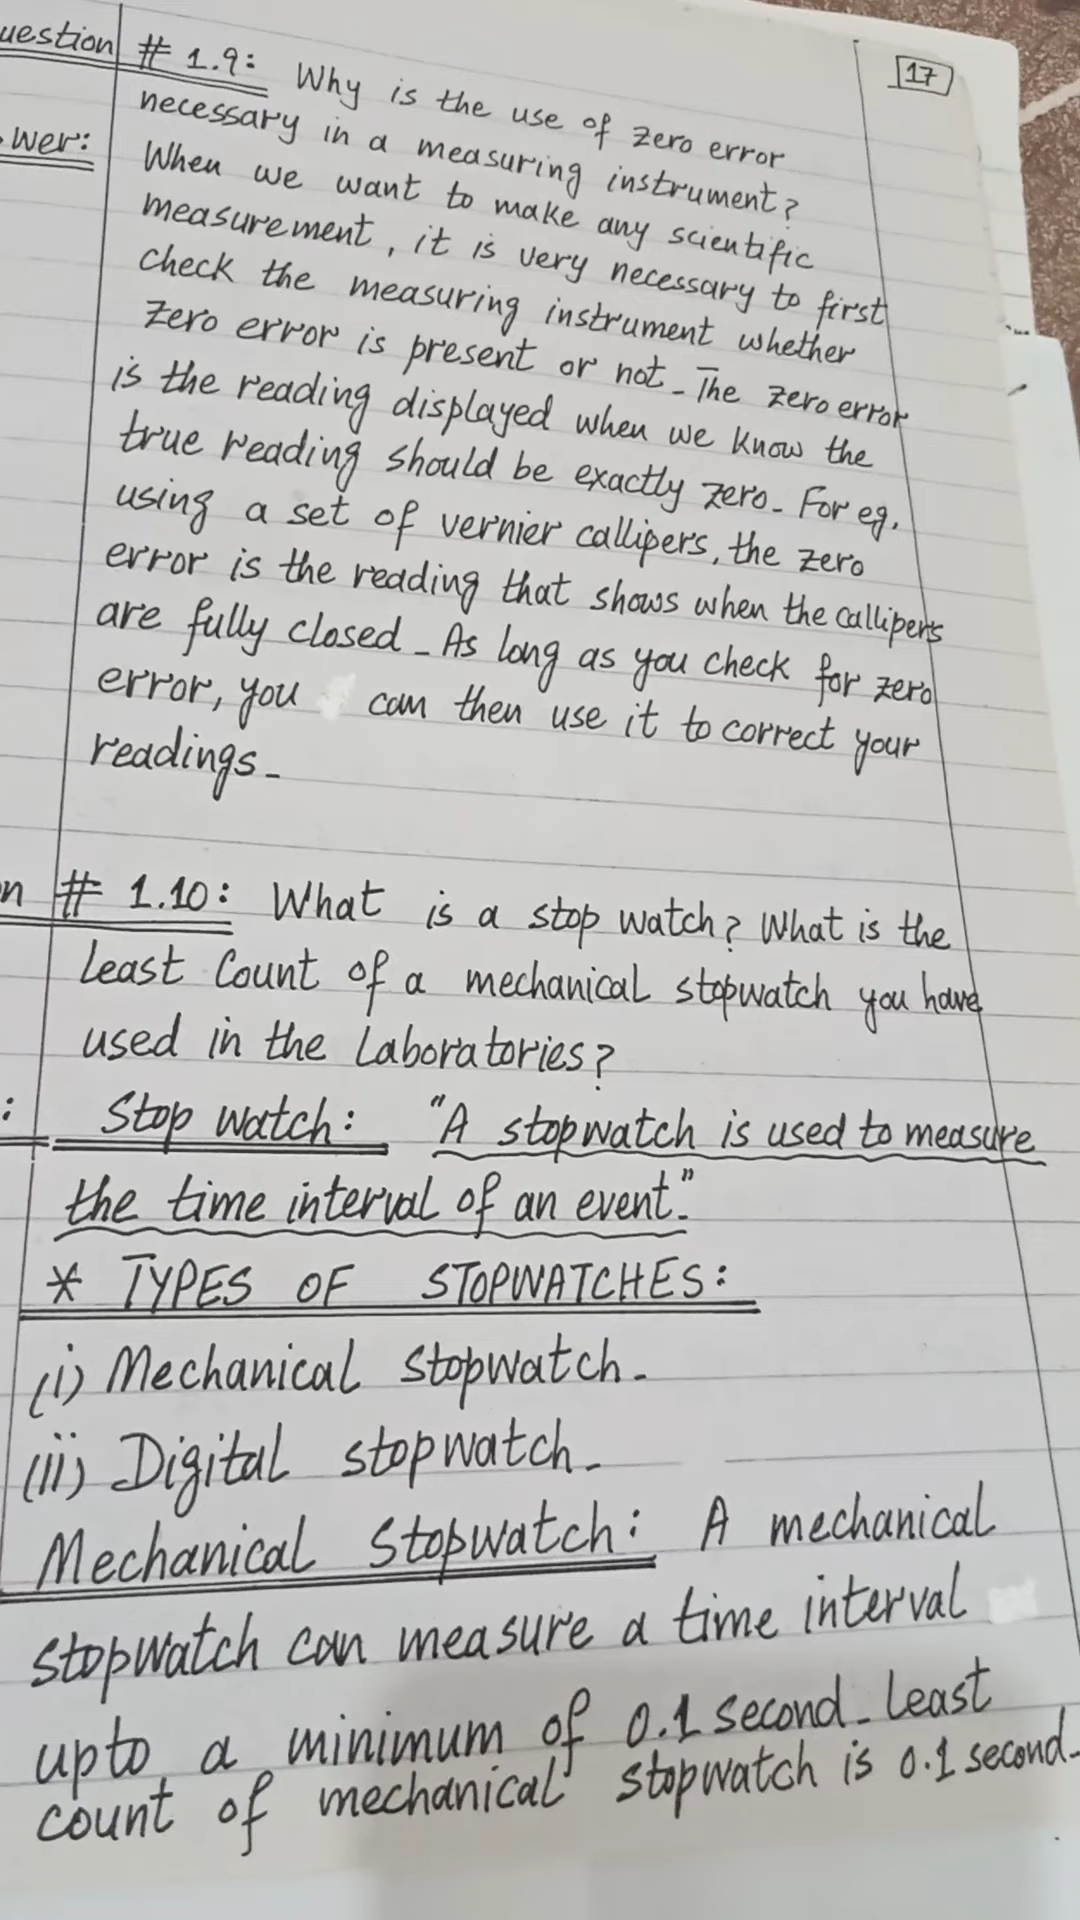 17
uestion # 1.9: Why is the use of zero error
necessary in a measuring instrument?
wer: When we want to make any scientific
measurement, it is very necessary to first
check the measuring instrument whether
zero error is present or not. The zero error
is the reading displayed when we know the
true reading should be exactly zero. For eg.
using a set of vernier callipers, the zero
error is the reading that shows when the callipers
are fully closed. As long as you check for zero
error, you can then use it to correct your
readings.
n # 1.10: What is a stop watch? What is the
least count of a mechanical stopwatch you have
used in the Laboratories?
: Stop watch: "A stopwatch is used to measure
the time interval of an event."
* TYPES OF STOPWATCHES:
(i) Mechanical stopwatch.
(ii) Digital stopwatch.
Mechanical Stopwatch: A mechanical
stopwatch can measure a time interval
upto a minimum of 0.1 second. Least
count of mechanical stopwatch is 0.1 second.